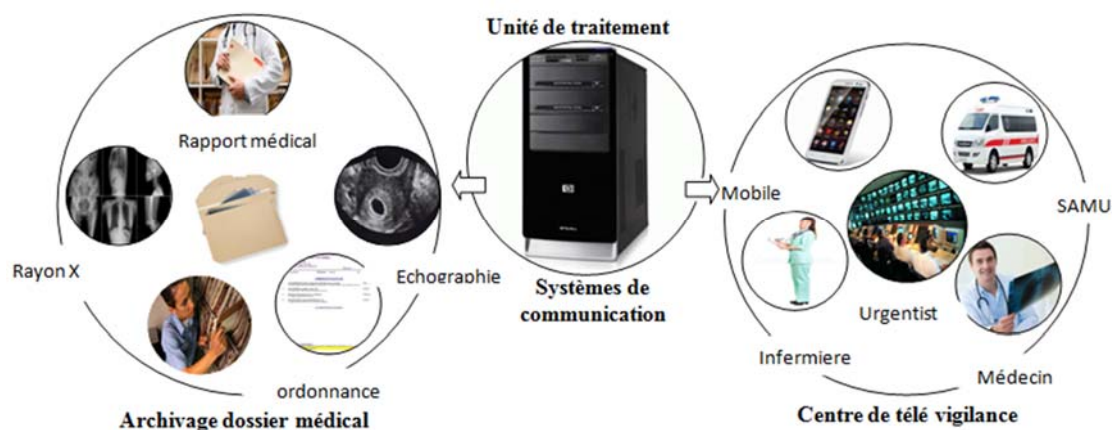 Unité de traitement
Rapport médical
Rayon X
Echographie
ordonnance
Archivage dossier médical
Systèmes de
communication
Mobile
SAMU
Urgentist
Infermiere
Médecin
Centre de télé vigilance